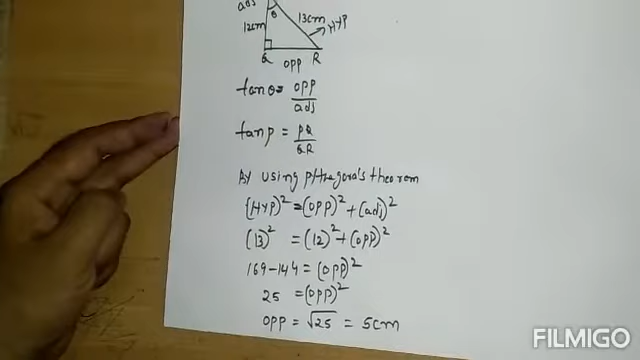 adj
θ
12cm
13cm
HYP
Q
opp
R
tanθ= opp
adj
tanp = PQ
QR
By using pythegora's theorem
(HYP)² = (opp)² + (adj)²
(13)² = (12)² + (opp)²
169-144 = (opp)²
25 = (opp)²
opp = √25 = 5cm
FILMIGO